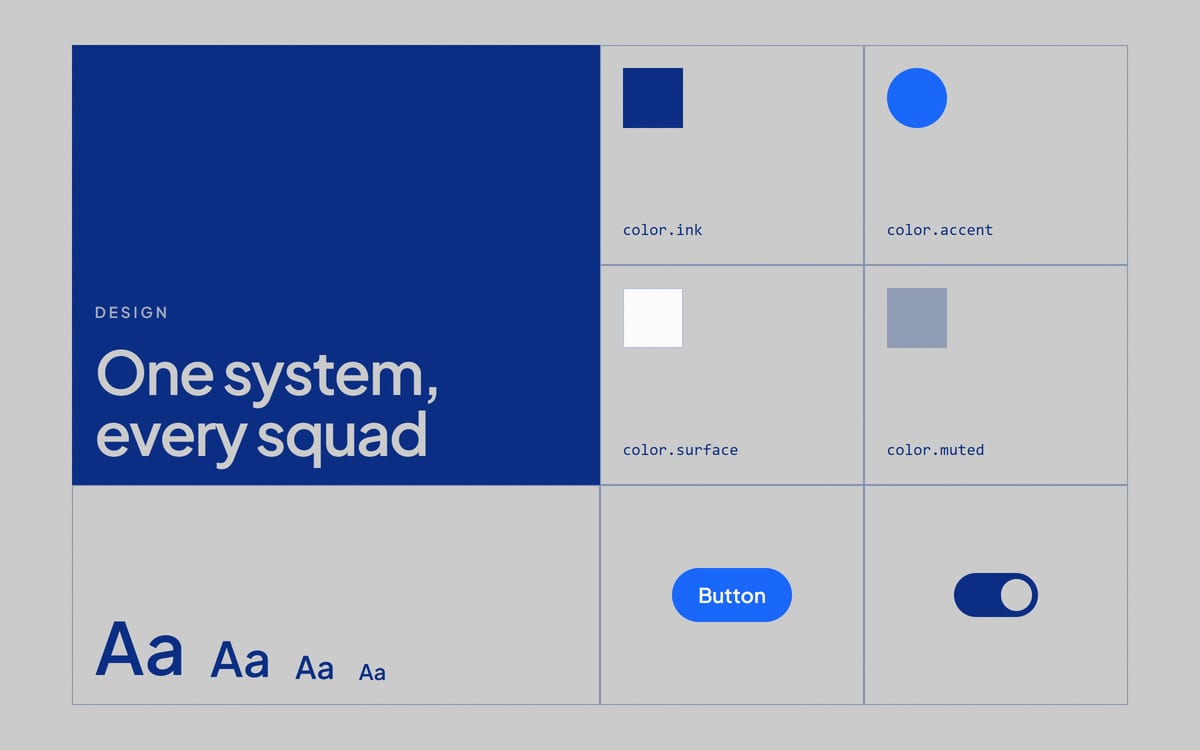 DESIGN
One system,
every squad
color.ink
color.accent
color.surface
color.muted
Aa Aa Aa Aa
Button